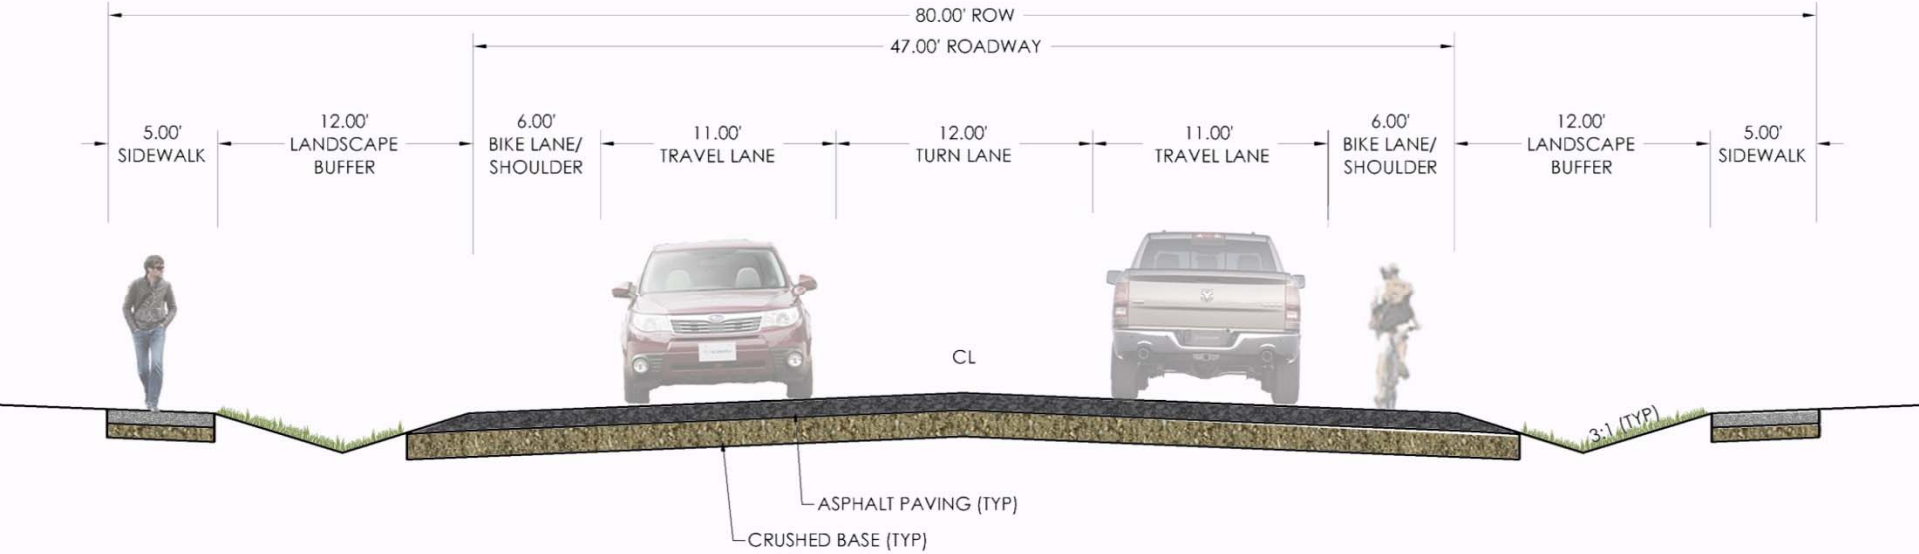 80.00' ROW
47.00' ROADWAY
5.00'
SIDEWALK
12.00'
LANDSCAPE
BUFFER
6.00'
BIKE LANE/
SHOULDER
11.00'
TRAVEL LANE
12.00'
TURN LANE
11.00'
TRAVEL LANE
6.00'
BIKE LANE/
SHOULDER
12.00'
LANDSCAPE
BUFFER
5.00'
SIDEWALK
CL
3:1 (TYP)
ASPHALT PAVING (TYP)
CRUSHED BASE (TYP)